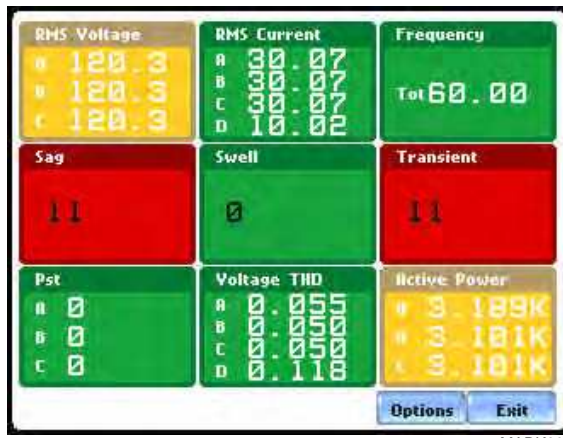 RMS Voltage
A 120.3
B 120.3
C 120.3
RMS Current
A 30.07
B 30.07
C 30.07
D 10.02
Frequency
Tot 60.00
Sag
11
Swell
0
Transient
11
Pst
A 0
B 0
C 0
Voltage THD
A 0.055
B 0.050
C 0.050
D 0.118
Active Power
A 3.189K
B 3.181K
C 3.181K
Options
Exit